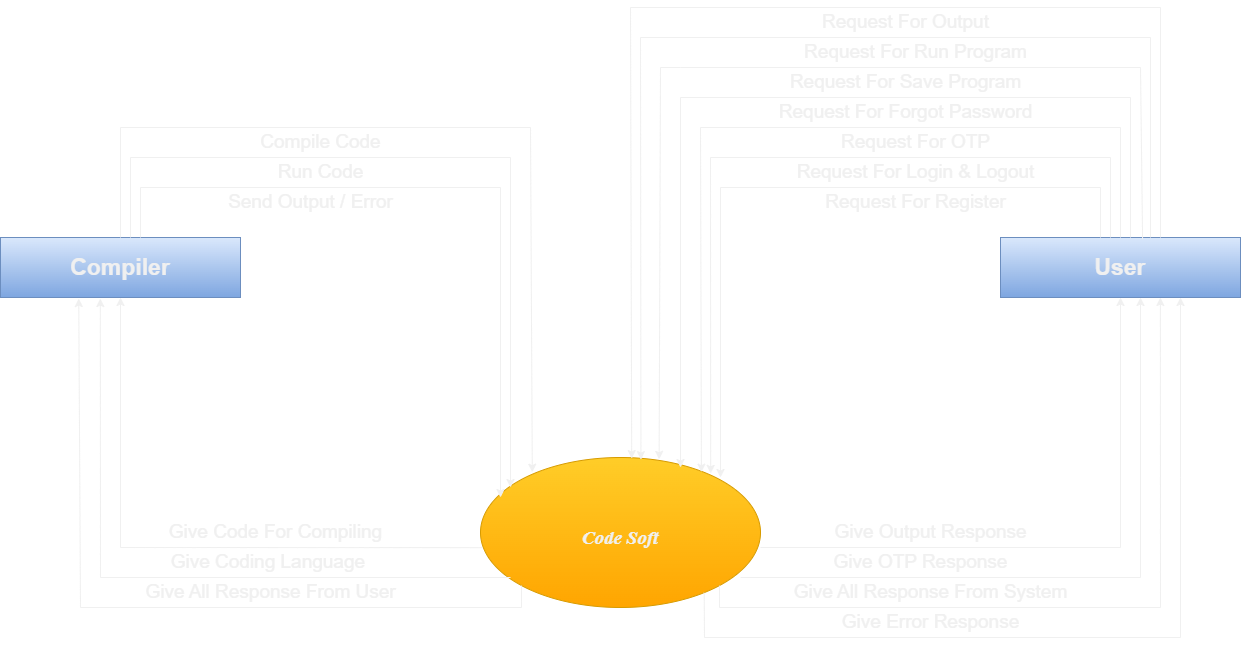 Request For Output
Request For Run Program
Request For Save Program
Request For Forgot Password
Compile Code
Request For OTP
Run Code
Request For Login & Logout
Send Output / Error
Request For Register
Compiler
User
Give Code For Compiling
Code Soft
Give Output Response
Give Coding Language
Give OTP Response
Give All Response From User
Give All Response From System
Give Error Response